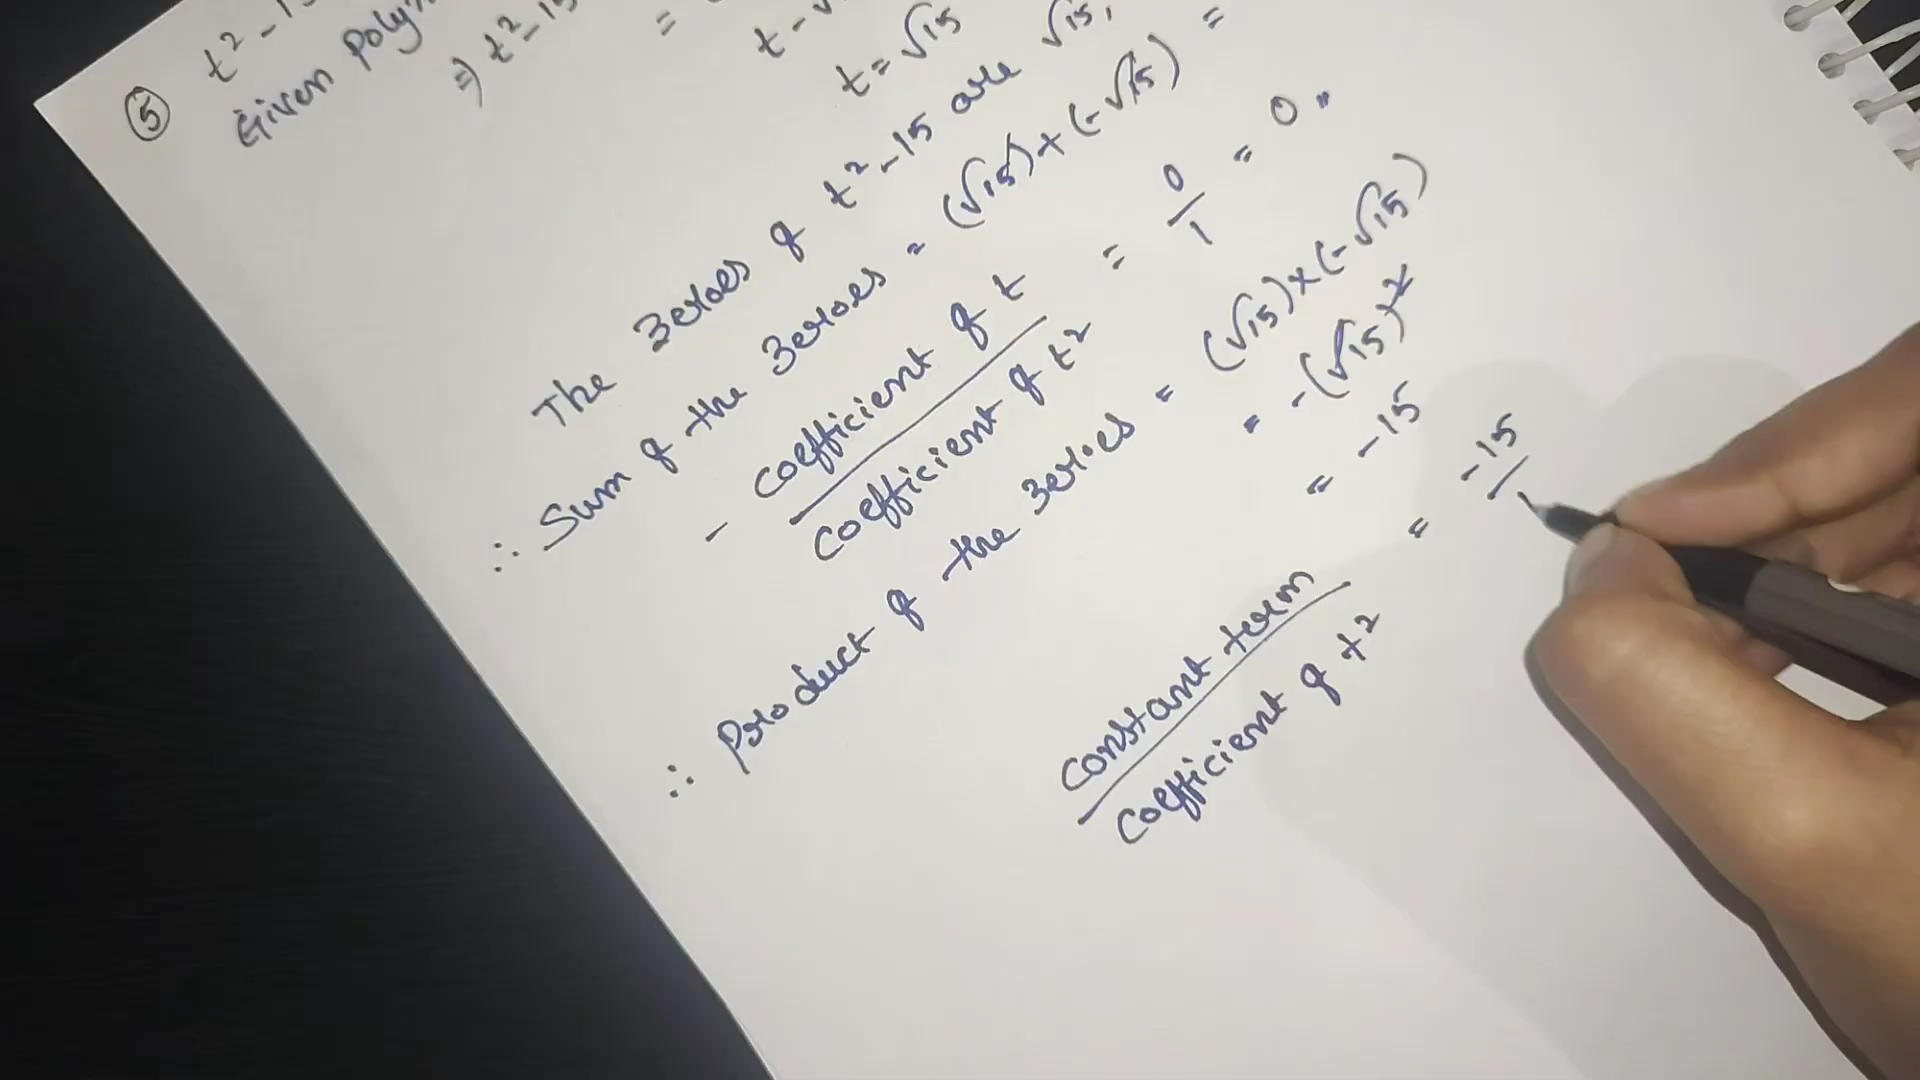 ⑤ t² - 15
Given Poly
=) t² - 15
=
t - √
t = √15
The zeroes of t² - 15 are √15,
∴ Sum of the zeroes = (√15) + (-√15) =
- coefficient of t / coefficient of t² = 0/1 = 0 .
∴ Product of the zeroes = (√15) × (-√15)
= -(√15)²
= -15
constant term / coefficient of t² = -15/1